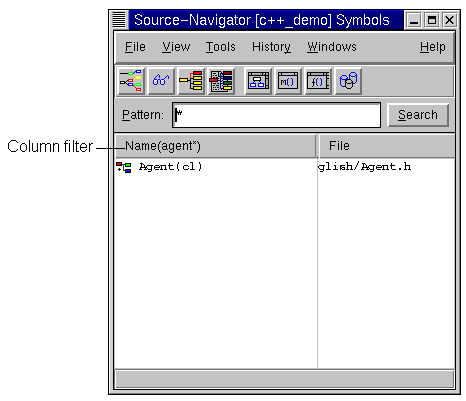 Source-Navigator [c++_demo] Symbols
File View Tools History Windows Help
M() f()
Pattern: * Search
Column filter Name(agent*) File
Agent(cl) glish/Agent.h